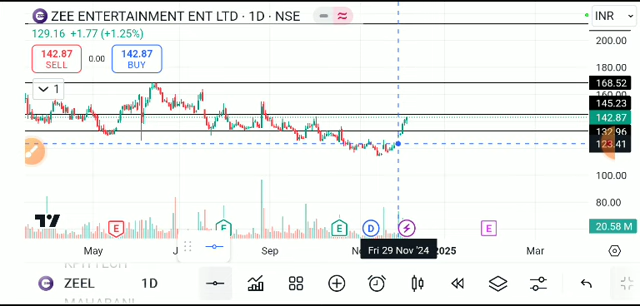 ZEE ENTERTAINMENT ENT LTD · 1D · NSE
INR
129.16 +1.77 (+1.25%)
142.87
SELL
0.00
142.87
BUY
1
200.00
168.52
160.00
145.23
142.87
132.96
123.41
100.00
80.00
20.58 M
E
E
E
D
E
May
Sep
Fri 29 Nov '24
2025
Mar
ZEEL
1D